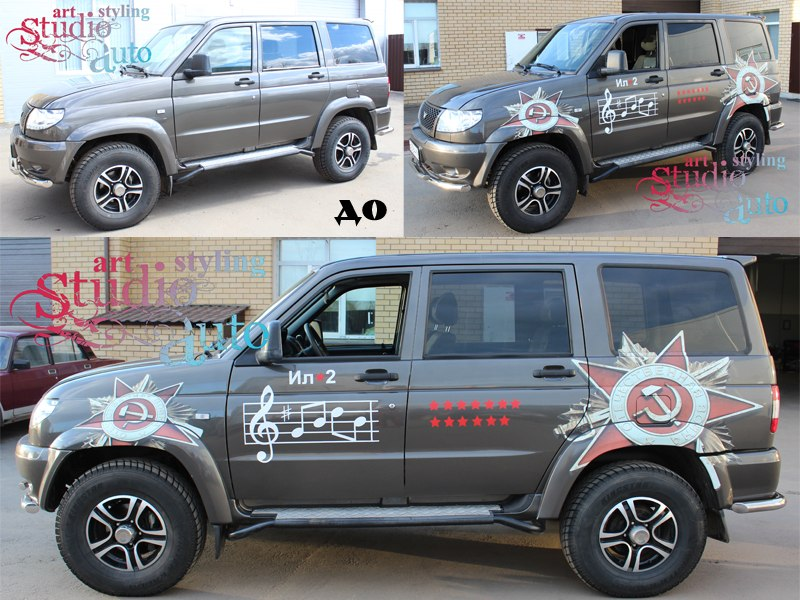 art styling
Studio
auto
ДО
Ил★2
art styling
Studio
auto
art styling
Studio
auto
Ил★2